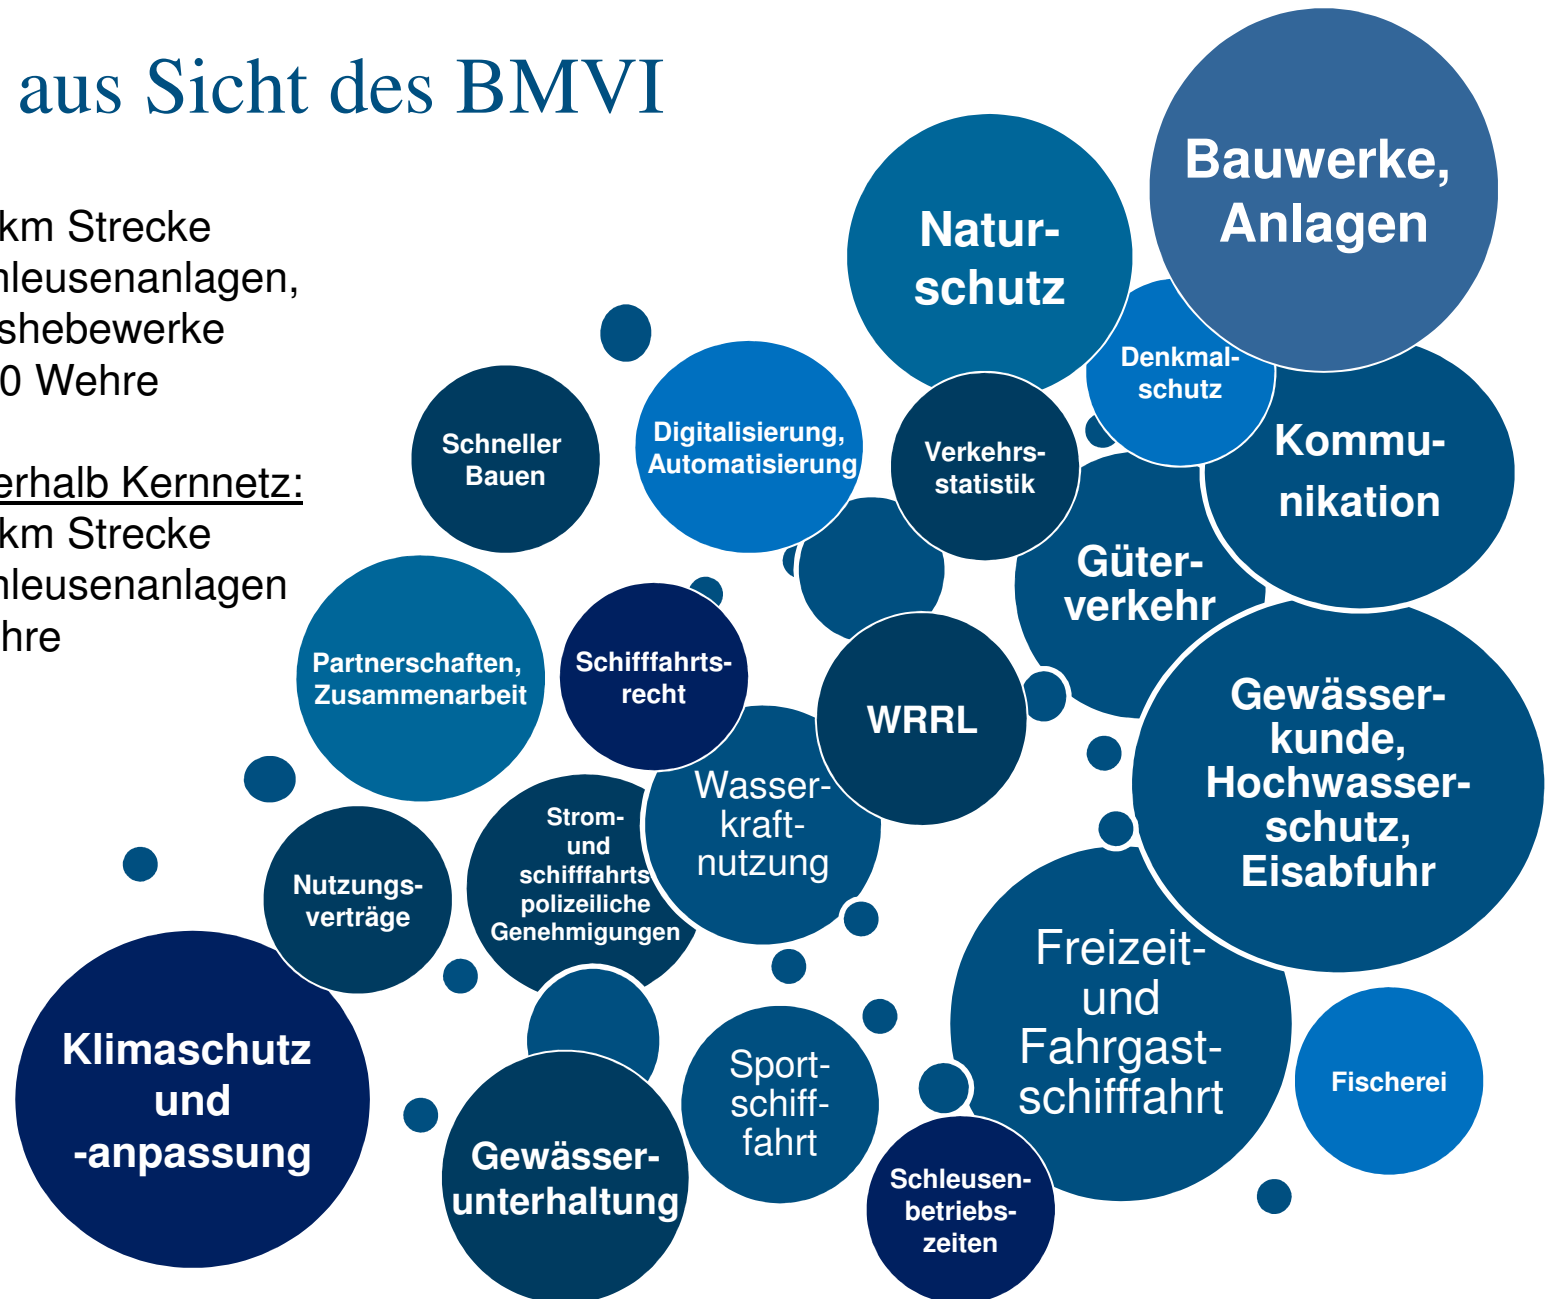 aus Sicht des BMVI
km Strecke
hleusenanlagen,
shebewerke
0 Wehre
erhalb Kernnetz:
km Strecke
hleusenanlagen
hre
Bauwerke,
Anlagen
Natur-
schutz
Denkmal-
schutz
Kommu-
nikation
Schneller
Bauen
Digitalisierung,
Automatisierung
Verkehrs-
statistik
Güter-
verkehr
Partnerschaften,
Zusammenarbeit
Schifffahrts-
recht
WRRL
Gewässer-
kunde,
Hochwasser-
schutz,
Eisabfuhr
Wasser-
kraft-
nutzung
Strom-
und
schifffahrts
polizeiliche
Genehmigungen
Nutzungs-
verträge
Freizeit-
und
Fahrgast-
schifffahrt
Klimaschutz
und
-anpassung
Sport-
schiff-
fahrt
Fischerei
Gewässer-
unterhaltung
Schleusen-
betriebs-
zeiten